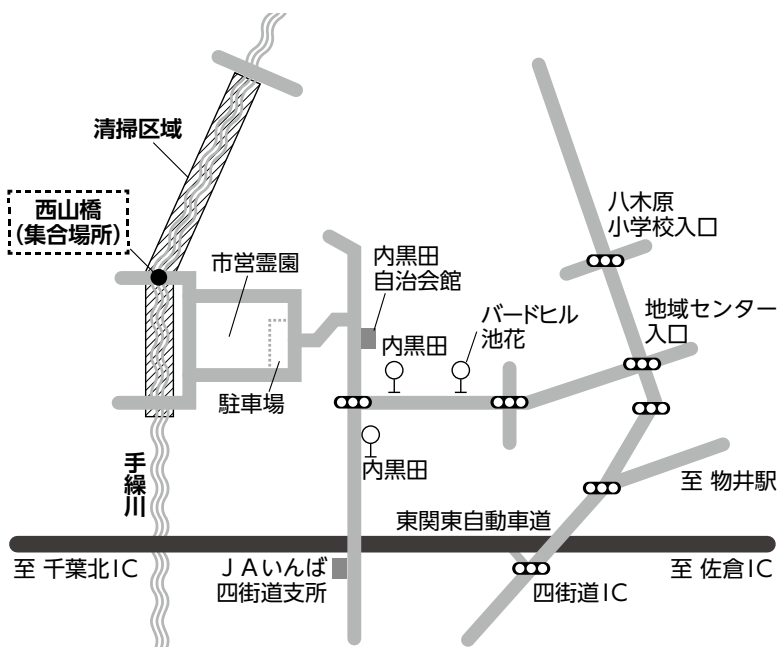 清掃区域
西山橋
（集合場所）
市営霊園
駐車場
内黒田
自治会館
内黒田
バードヒル
池花
八木原
小学校入口
地域センター
入口
内黒田
手繰川
至 物井駅
東関東自動車道
至 千葉北IC
ＪＡいんば
四街道支所
四街道IC
至 佐倉IC